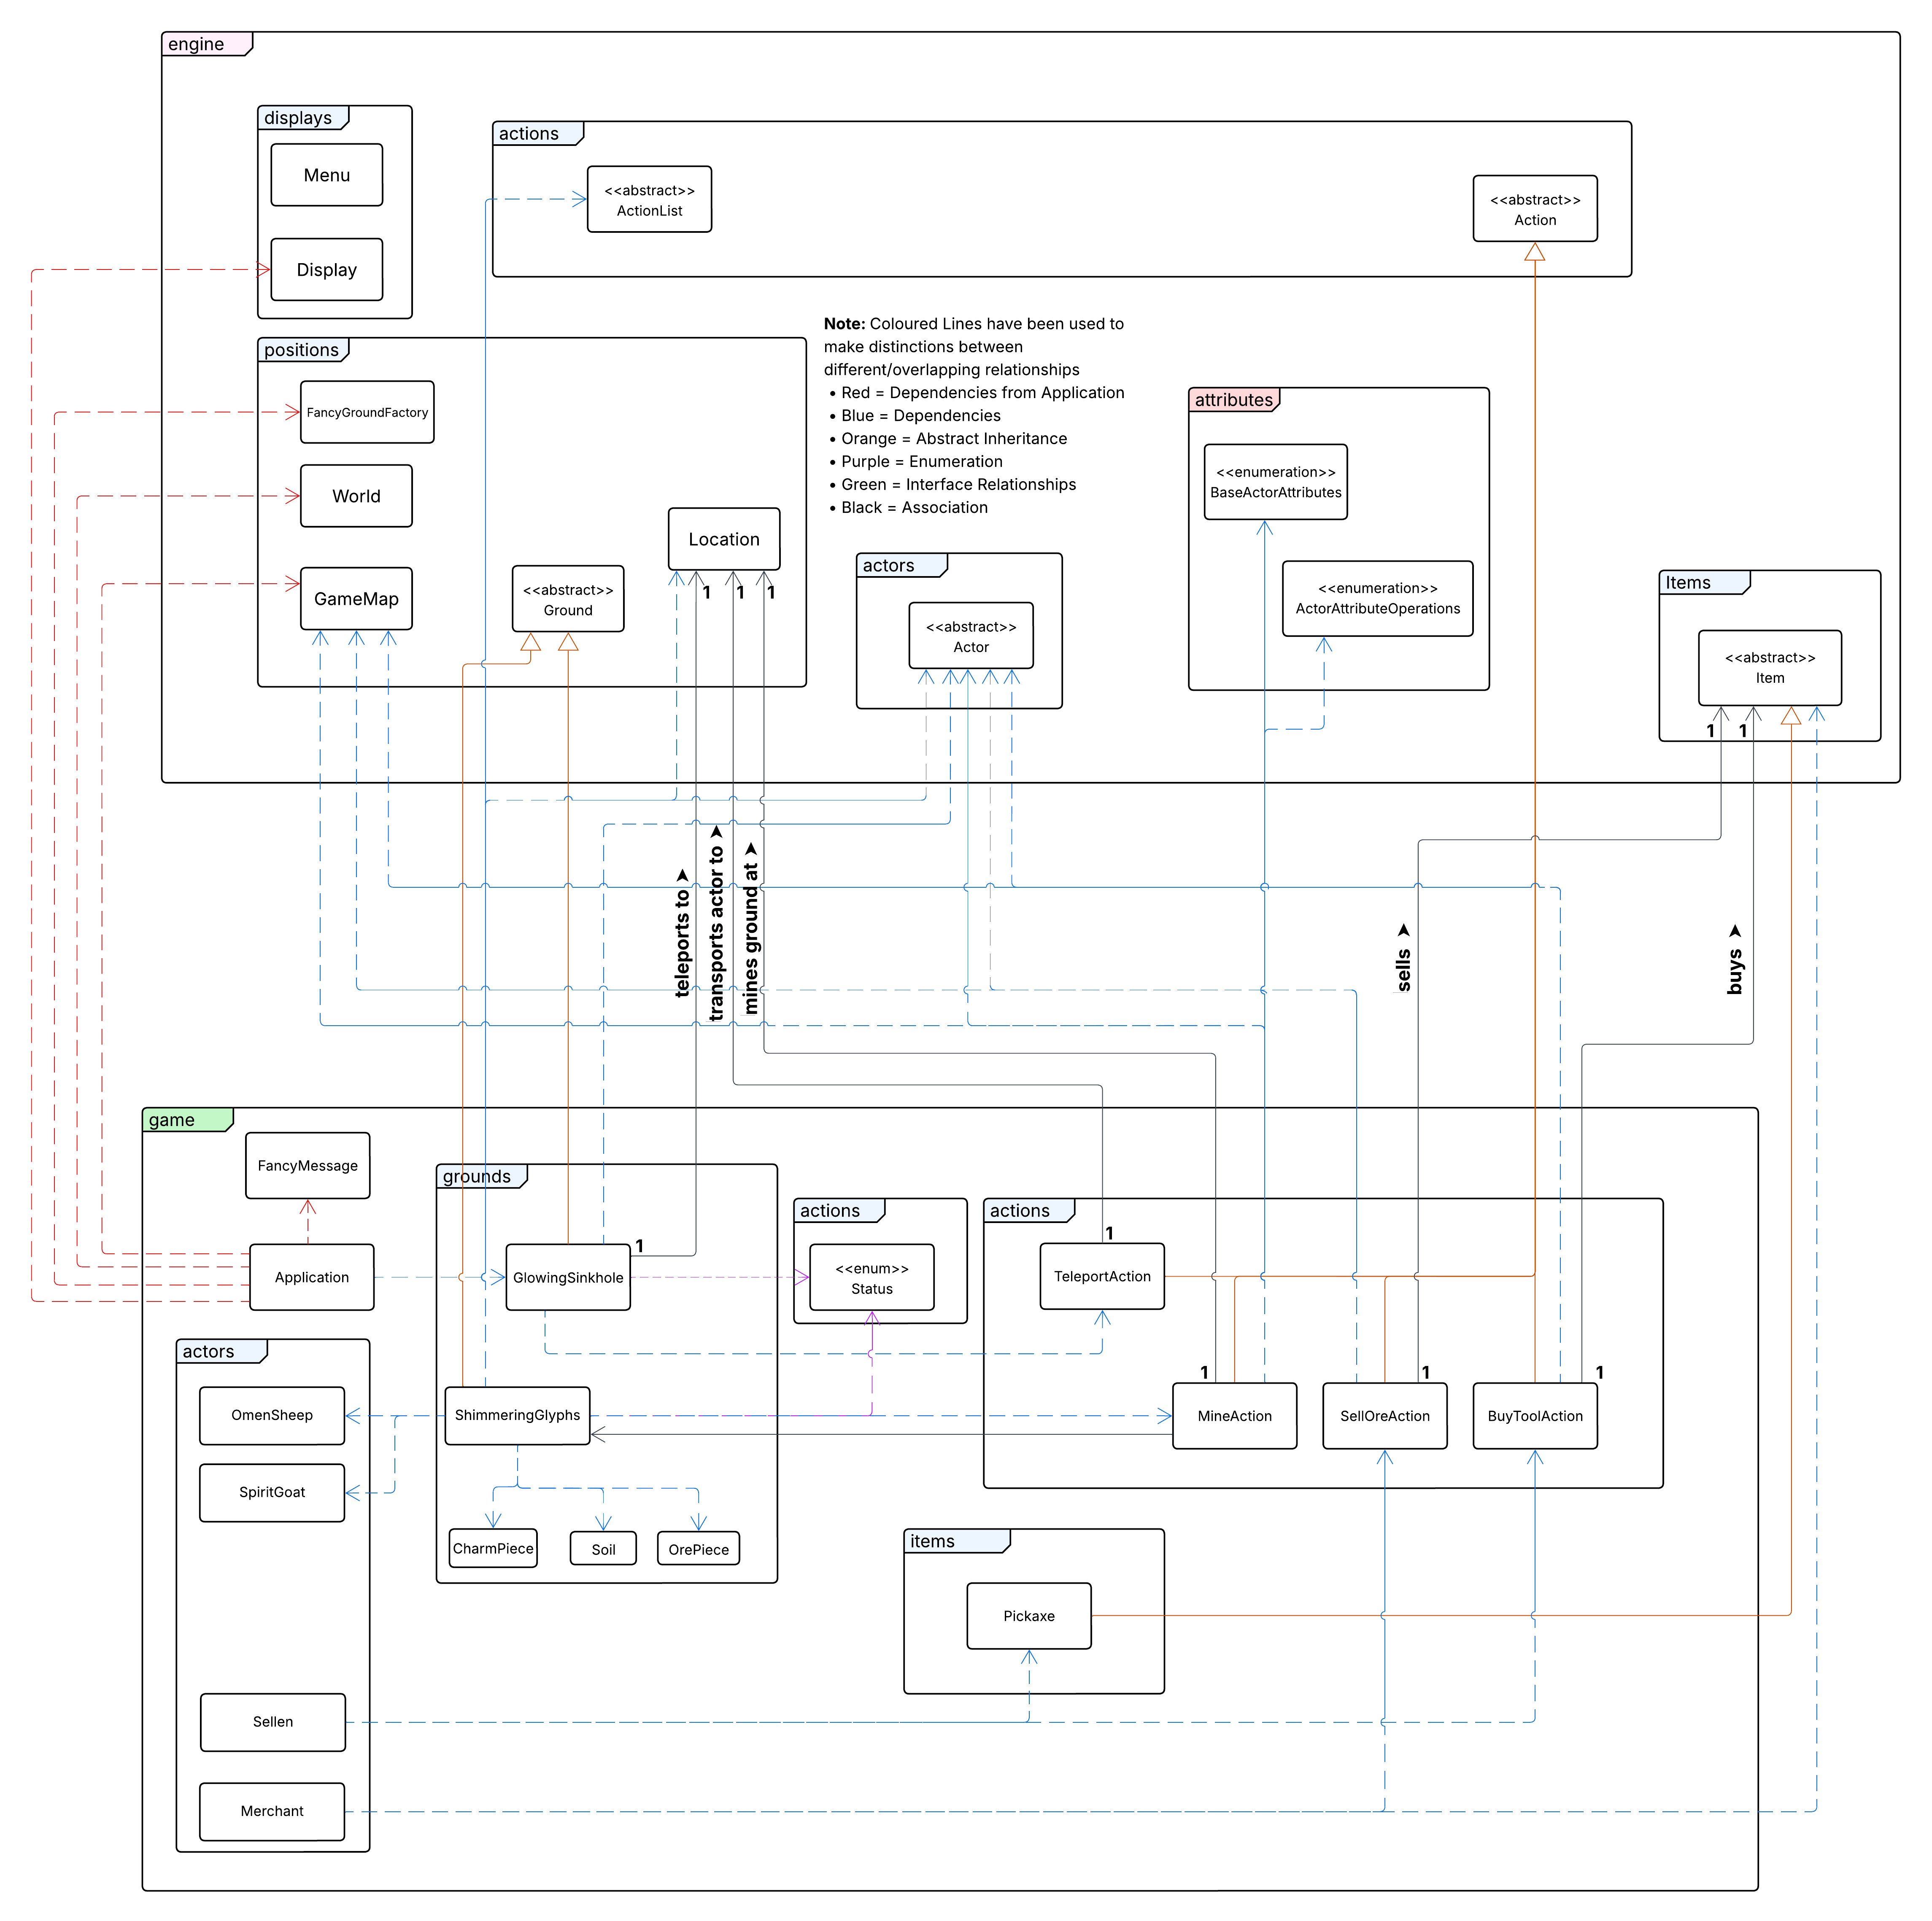 engine
displays
Menu
Display
actions
<<abstract>>
ActionList
<<abstract>>
Action
Note: Coloured Lines have been used to
make distinctions between
different/overlapping relationships
• Red = Dependencies from Application
• Blue = Dependencies
• Orange = Abstract Inheritance
• Purple = Enumeration
• Green = Interface Relationships
• Black = Association
positions
FancyGroundFactory
World
GameMap
<<abstract>>
Ground
Location
1
1
1
actors
<<abstract>>
Actor
attributes
<<enumeration>>
BaseActorAttributes
<<enumeration>>
ActorAttributeOperations
Items
<<abstract>>
Item
1
1
teleports to
transports actor to
mines ground at
sells
buys
game
FancyMessage
Application
grounds
GlowingSinkhole
1
ShimmeringGlyphs
CharmPiece
Soil
OrePiece
actions
<<enum>>
Status
actions
1
TeleportAction
1
MineAction
1
SellOreAction
1
BuyToolAction
actors
OmenSheep
SpiritGoat
Sellen
Merchant
items
Pickaxe